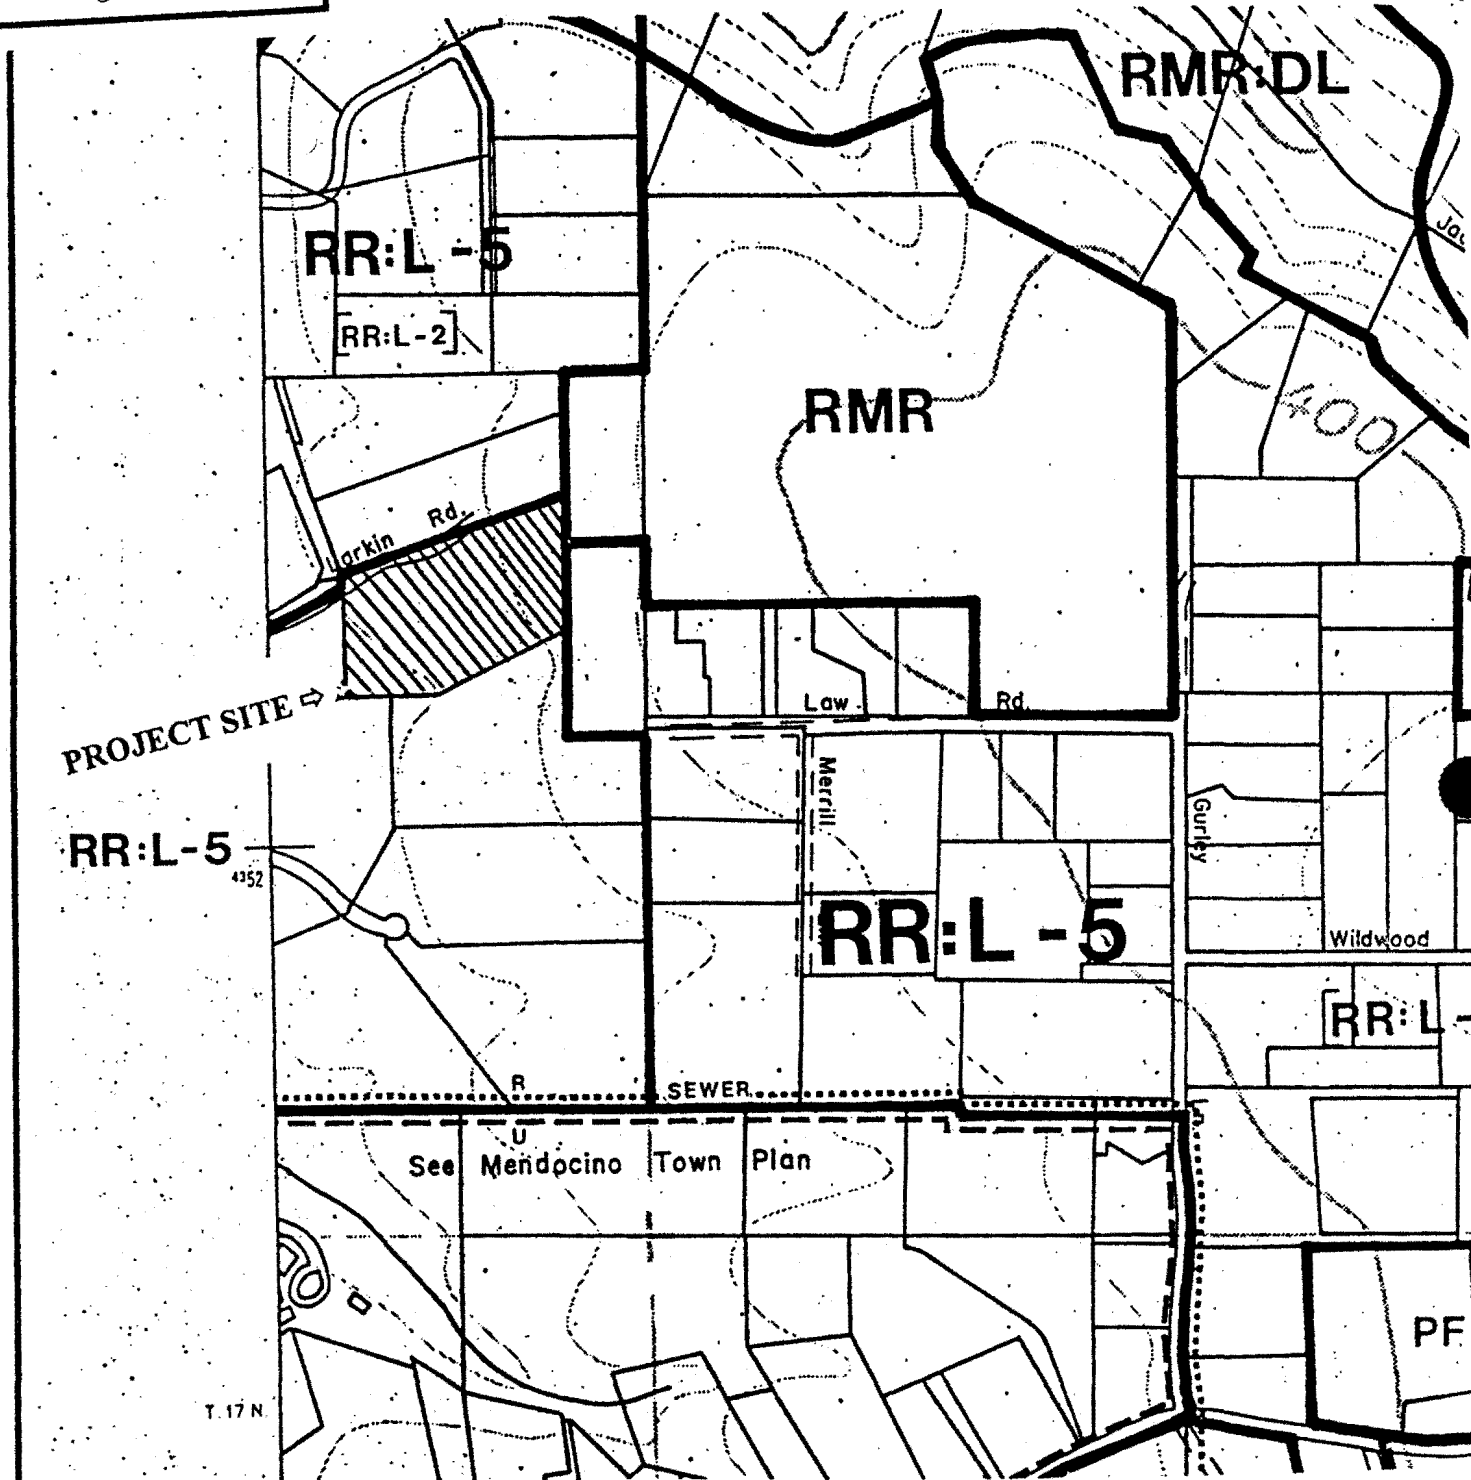 RMR:DL
RR:L-5
[RR:L-2]
RMR
400
Larkin Rd.
PROJECT SITE ⇨
Law Rd.
Merrill
Gurley
RR:L-5
4352
RR:L-5
Wildwood
R
SEWER
U
See Mendocino Town Plan
PF
T. 17 N.